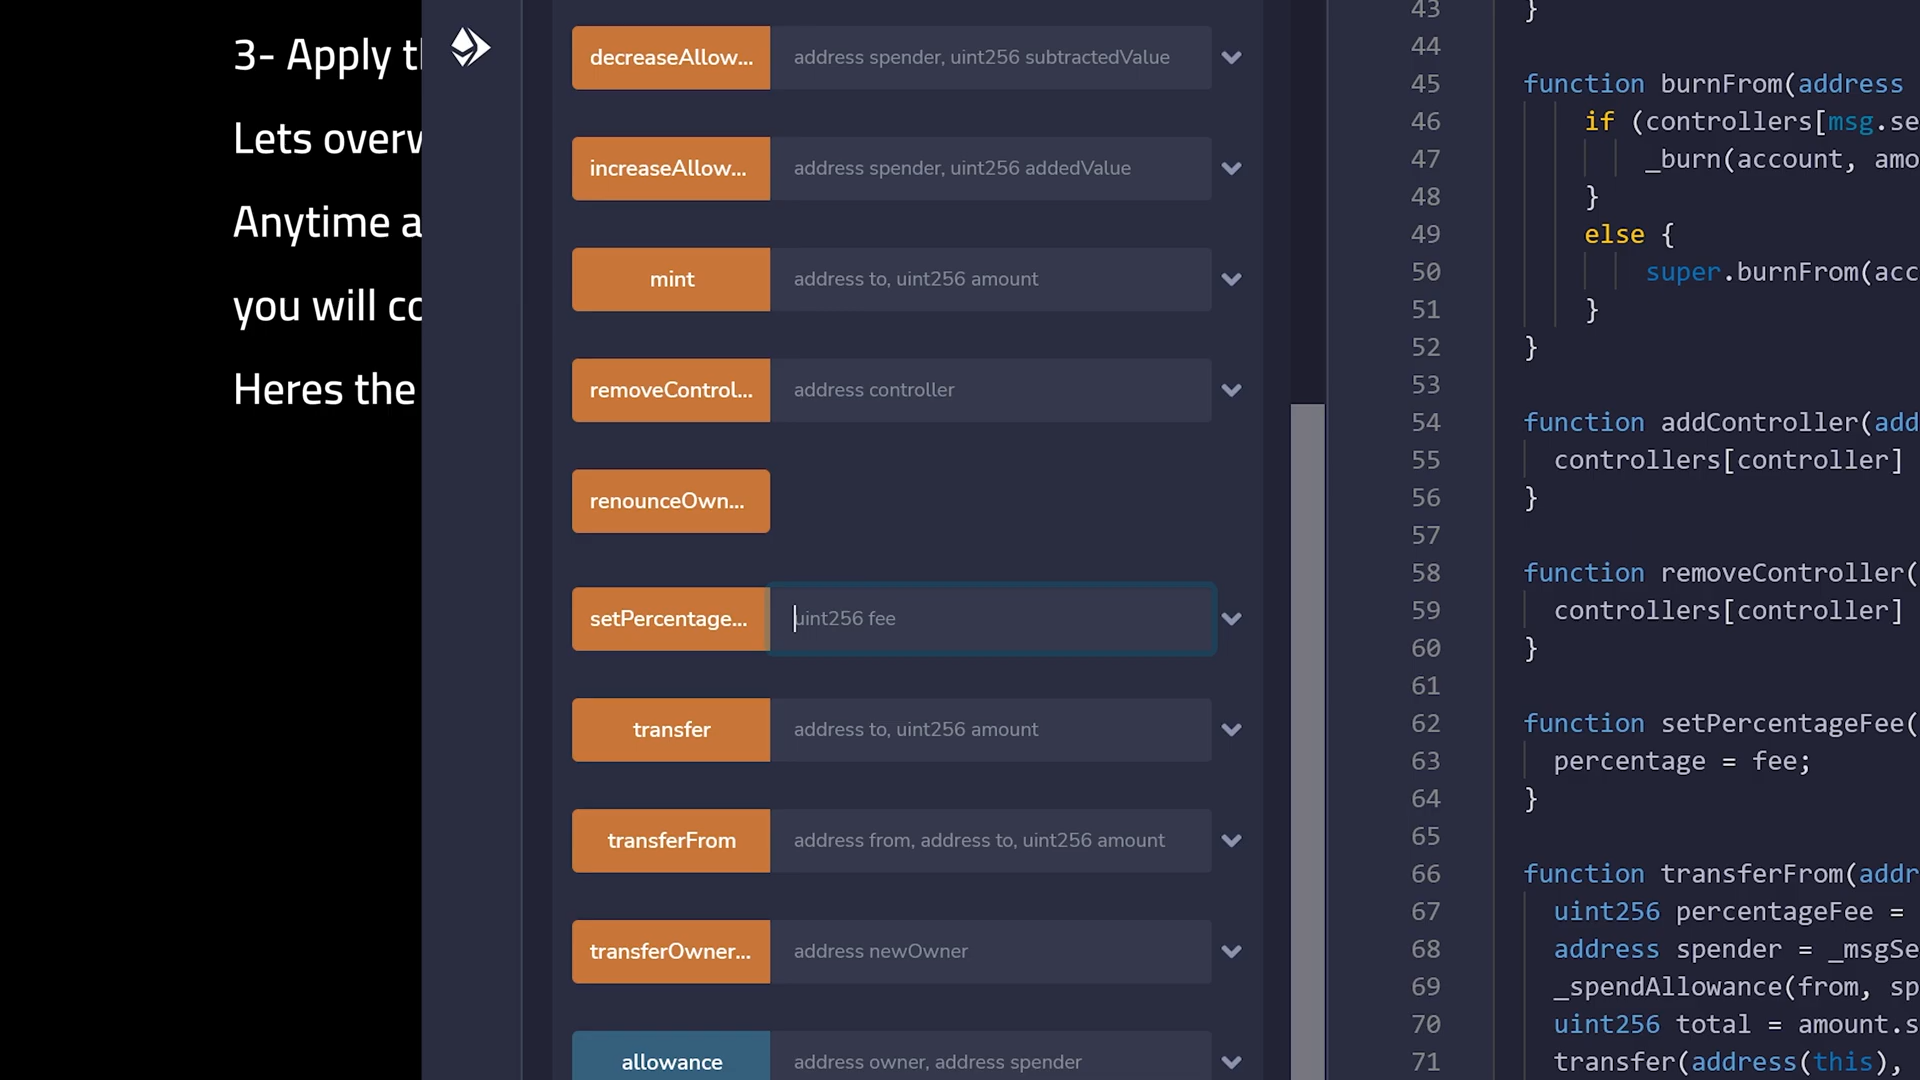 3- Apply th
Lets overw
Anytime a
you will co
Heres the
decreaseAllow... address spender, uint256 subtractedValue
increaseAllow... address spender, uint256 addedValue
mint address to, uint256 amount
removeControl... address controller
renounceOwn...
setPercentage... uint256 fee
transfer address to, uint256 amount
transferFrom address from, address to, uint256 amount
transferOwner... address newOwner
allowance address owner, address spender
43 }
44
45 function burnFrom(address
46 if (controllers[msg.se
47 _burn(account, amo
48 }
49 else {
50 super.burnFrom(acc
51 }
52 }
53
54 function addController(add
55 controllers[controller]
56 }
57
58 function removeController(
59 controllers[controller]
60 }
61
62 function setPercentageFee(
63 percentage = fee;
64 }
65
66 function transferFrom(addr
67 uint256 percentageFee =
68 address spender = _msgSe
69 _spendAllowance(from, sp
70 uint256 total = amount.s
71 transfer(address(this),